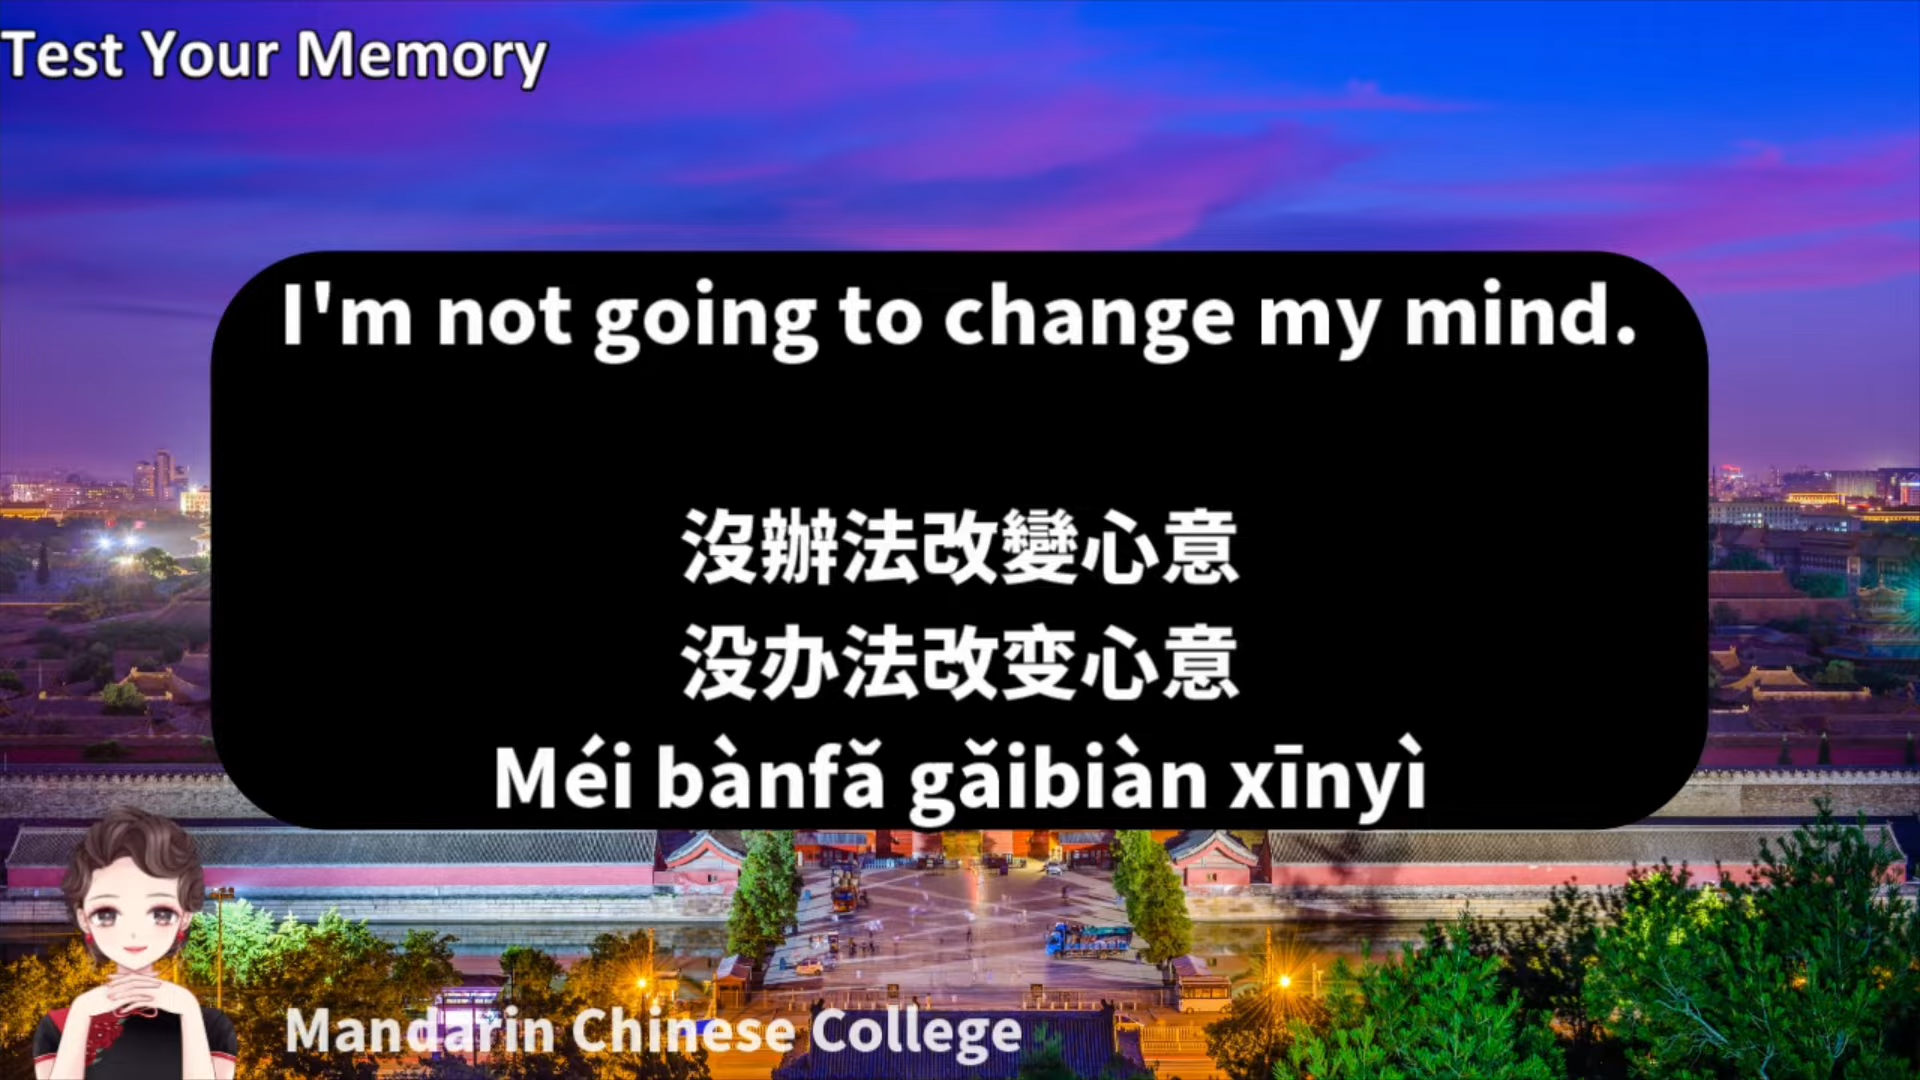 Test Your Memory
I'm not going to change my mind.
沒辦法改變心意
没办法改变心意
Méi bànfǎ gǎibiàn xīnyì
Mandarin Chinese College